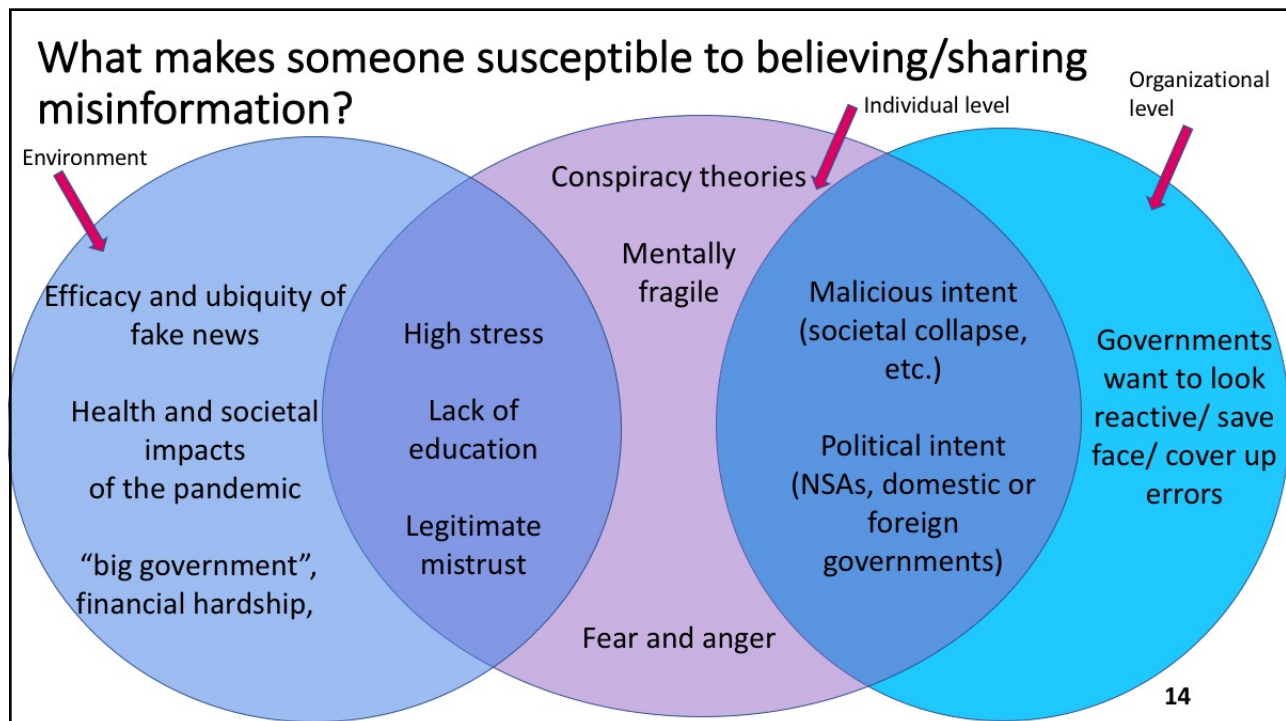 What makes someone susceptible to believing/sharing
misinformation?
Environment
Individual level
Organizational
level
Efficacy and ubiquity of
fake news
Health and societal
impacts
of the pandemic
“big government”,
financial hardship,
High stress
Lack of
education
Legitimate
mistrust
Conspiracy theories
Mentally
fragile
Fear and anger
Malicious intent
(societal collapse,
etc.)
Political intent
(NSAs, domestic or
foreign
governments)
Governments
want to look
reactive/ save
face/ cover up
errors
14